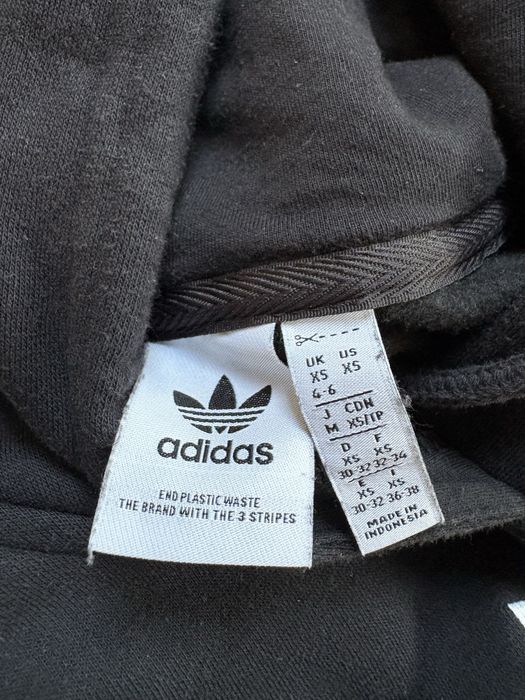 adidas
END PLASTIC WASTE
THE BRAND WITH THE 3 STRIPES
UK US
XS XS
4-6
J CDN
M XS/TP
D F
XS XS
30-32 32-34
E I
XS XS
30-32 36-38
MADE IN
INDONESIA